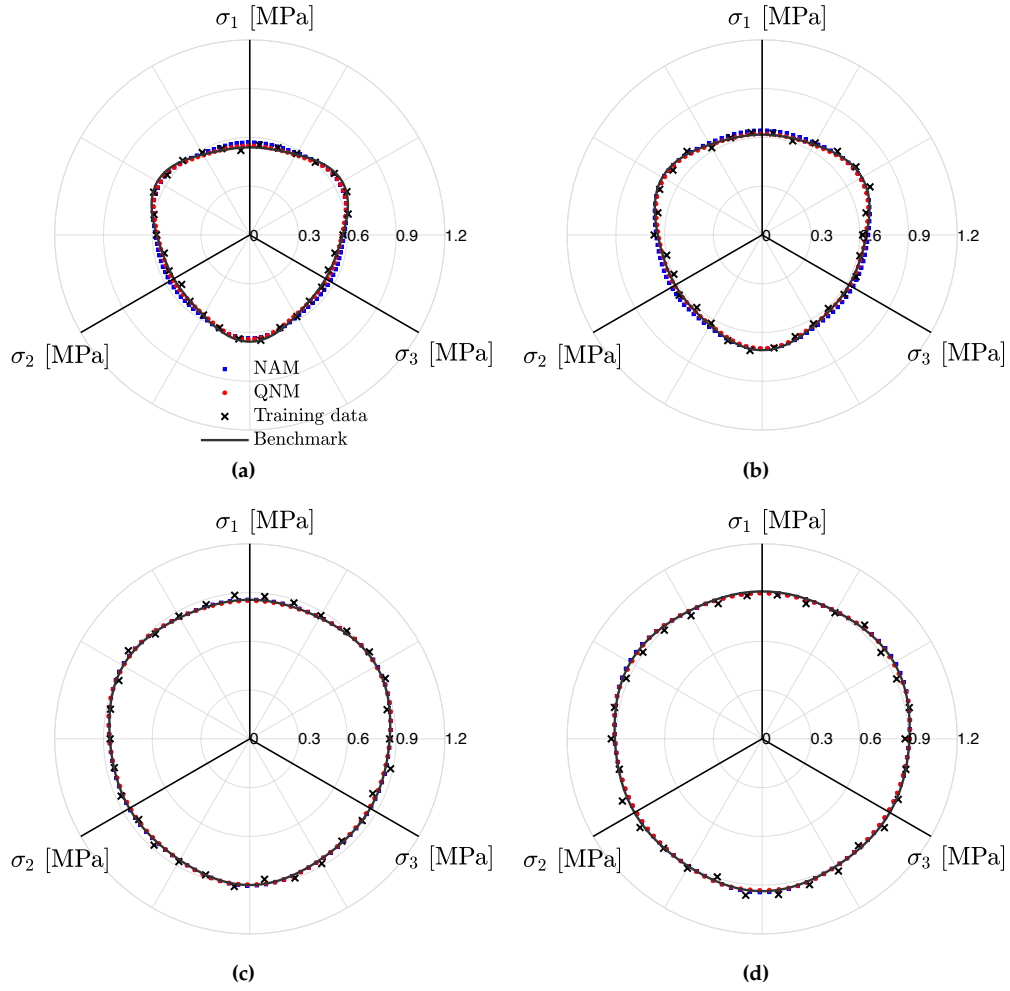 σ1 [MPa] σ1 [MPa]
0 0.3 0.6 0.9 1.2 0 0.3 0.6 0.9 1.2
σ2 [MPa] σ3 [MPa] σ2 [MPa] σ3 [MPa]
NAM
QNM
Training data
Benchmark
(a) (b)
σ1 [MPa] σ1 [MPa]
0 0.3 0.6 0.9 1.2 0 0.3 0.6 0.9 1.2
σ2 [MPa] σ3 [MPa] σ2 [MPa] σ3 [MPa]
(c) (d)